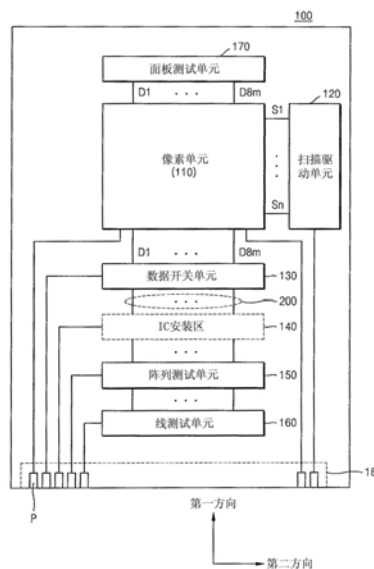 100
170
面板测试单元
D1 ... D8m
120
像素单元
(110)
S1
Sn
扫描驱动单元
D1 ... D8m
数据开关单元
130
200
IC安装区
140
阵列测试单元
150
线测试单元
160
P
第一方向
第二方向